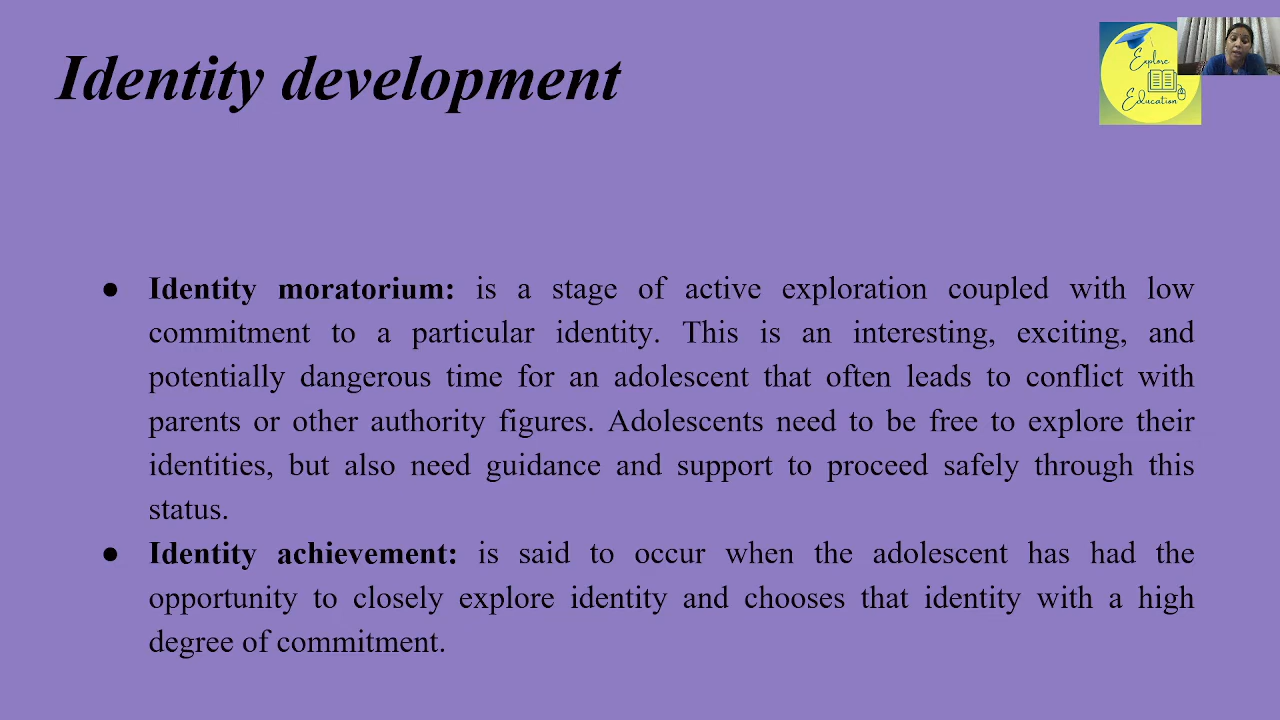 Identity development
Explore
Education
● Identity moratorium: is a stage of active exploration coupled with low
commitment to a particular identity. This is an interesting, exciting, and
potentially dangerous time for an adolescent that often leads to conflict with
parents or other authority figures. Adolescents need to be free to explore their
identities, but also need guidance and support to proceed safely through this
status.
● Identity achievement: is said to occur when the adolescent has had the
opportunity to closely explore identity and chooses that identity with a high
degree of commitment.